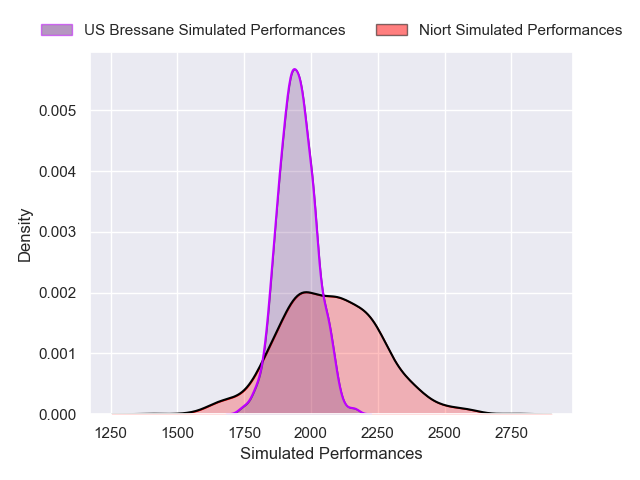 US Bressane Simulated Performances
Niort Simulated Performances
0.005
0.004
0.003
0.002
0.001
0.000
Density
1250 1500 1750 2000 2250 2500 2750
Simulated Performances